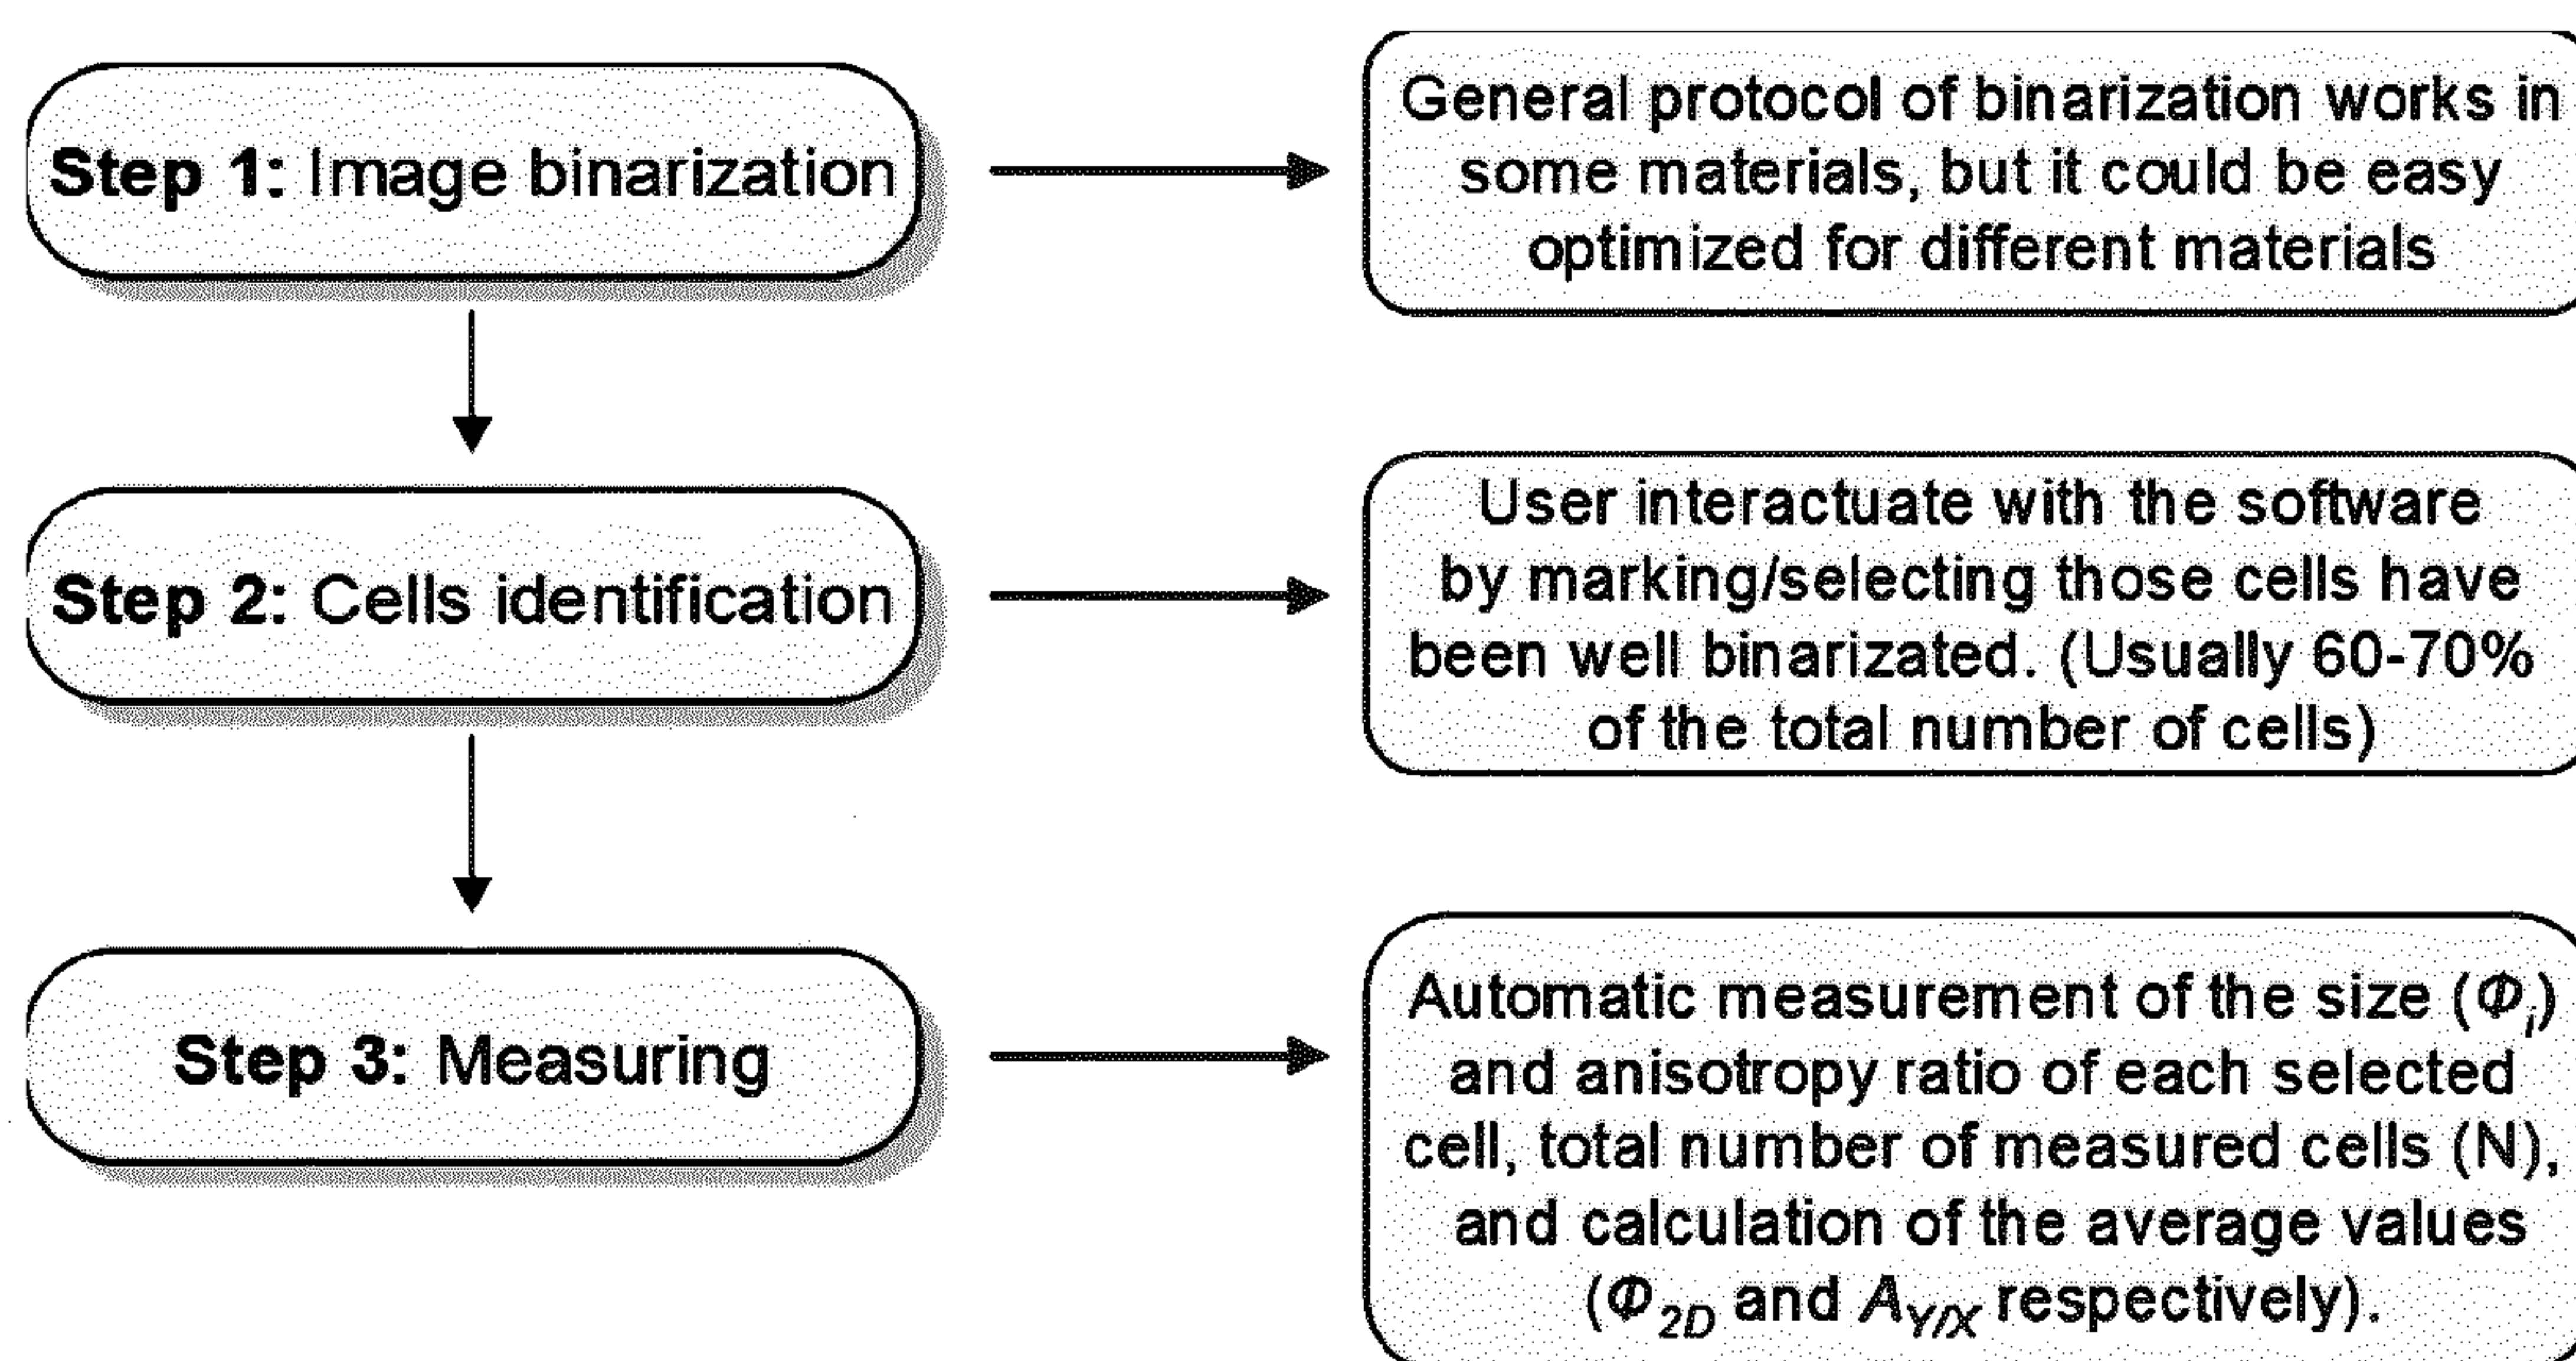 Step 1: Image binarization
General protocol of binarization works in
some materials, but it could be easy
optimized for different materials
Step 2: Cells identification
User interactuate with the software
by marking/selecting those cells have
been well binarizated. (Usually 60-70%
of the total number of cells)
Step 3: Measuring
Automatic measurement of the size (Φi)
and anisotropy ratio of each selected
cell, total number of measured cells (N),
and calculation of the average values
(Φ2D and AY/X respectively).